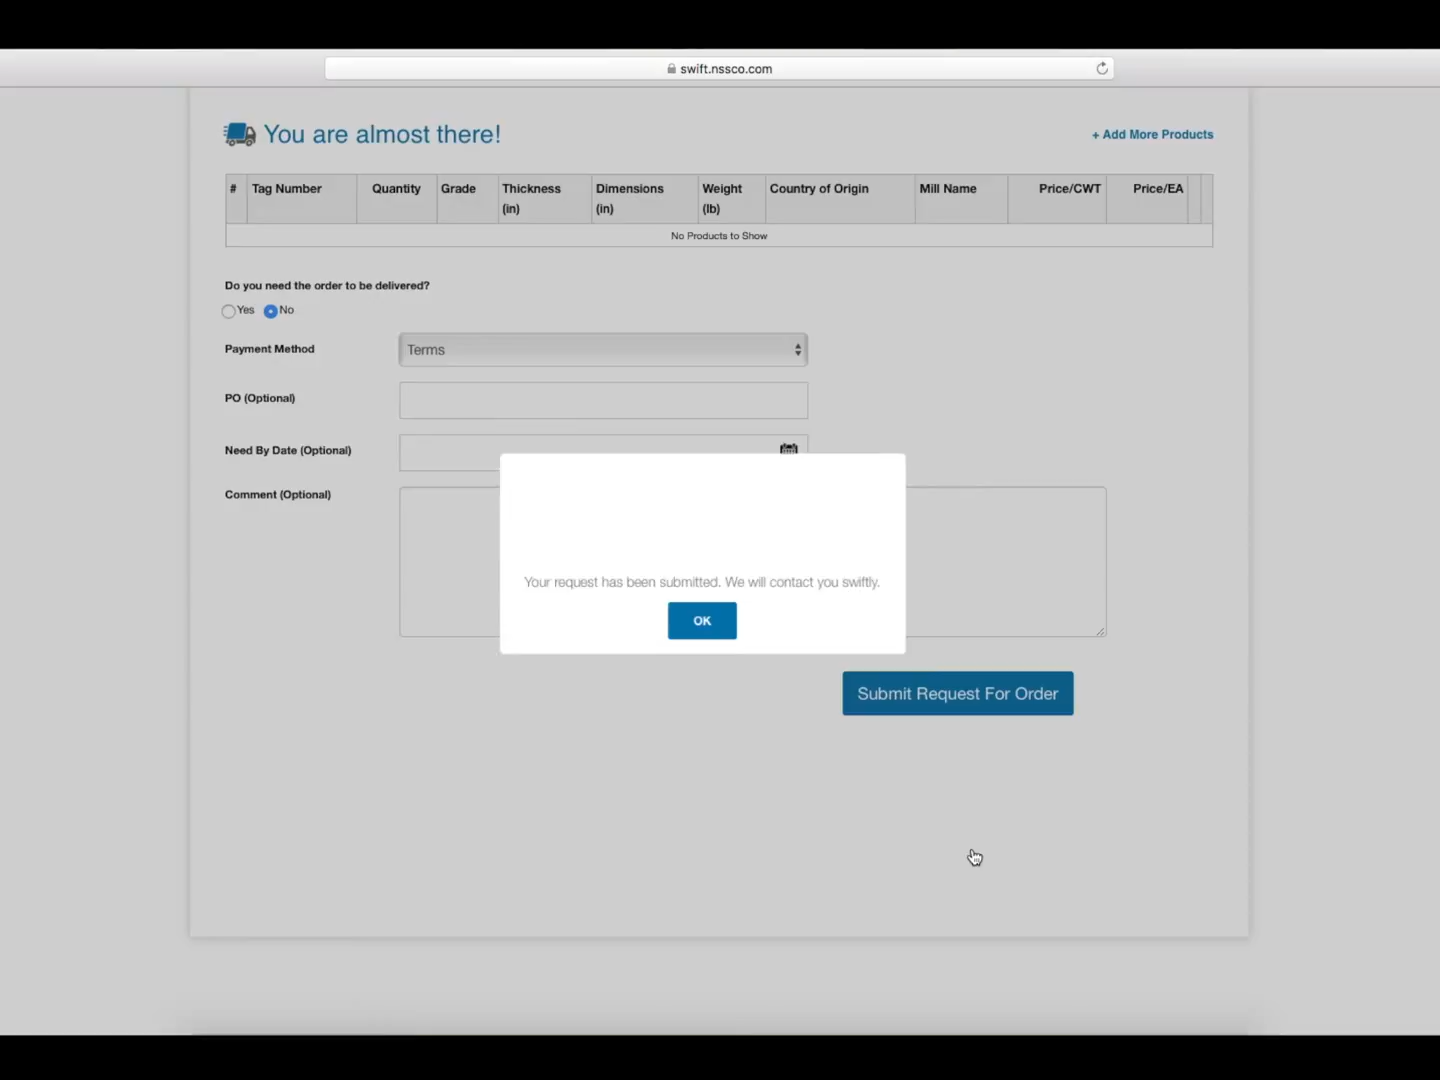 swift.nssco.com
You are almost there!
+ Add More Products
# Tag Number Quantity Grade Thickness (in) Dimensions (in) Weight (lb) Country of Origin Mill Name Price/CWT Price/EA
No Products to Show
Do you need the order to be delivered?
Yes No
Payment Method Terms
PO (Optional)
Need By Date (Optional)
Comment (Optional)
Your request has been submitted. We will contact you swiftly.
OK
Submit Request For Order